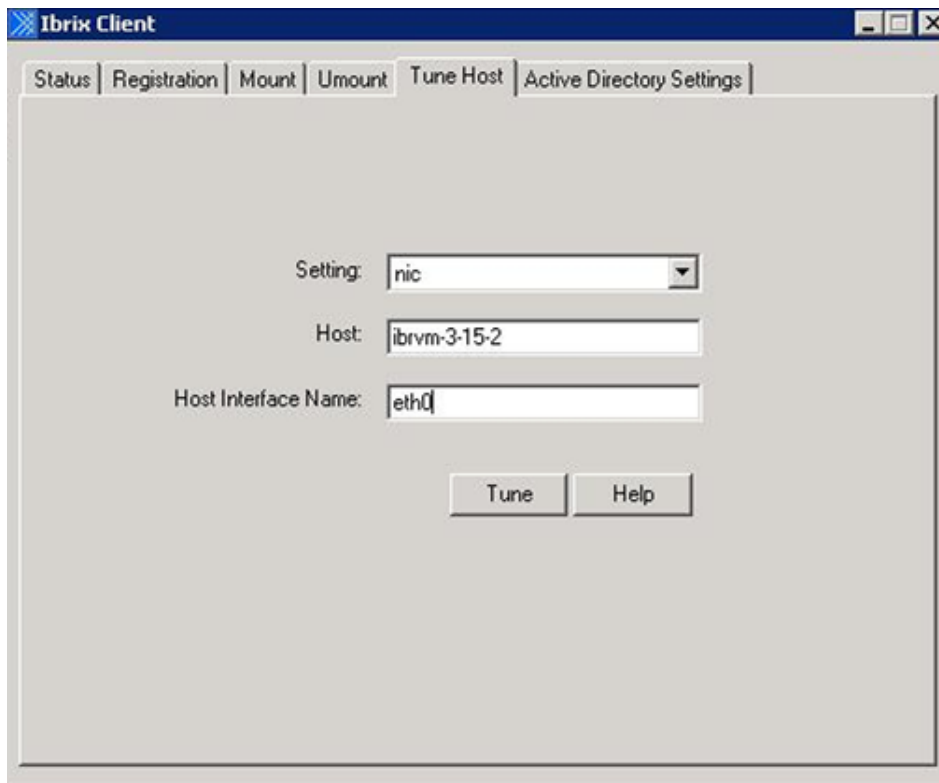 Ibrix Client
Status Registration Mount Umount Tune Host Active Directory Settings
Setting: nic
Host: ibrvm-3-15-2
Host Interface Name: eth0
Tune Help